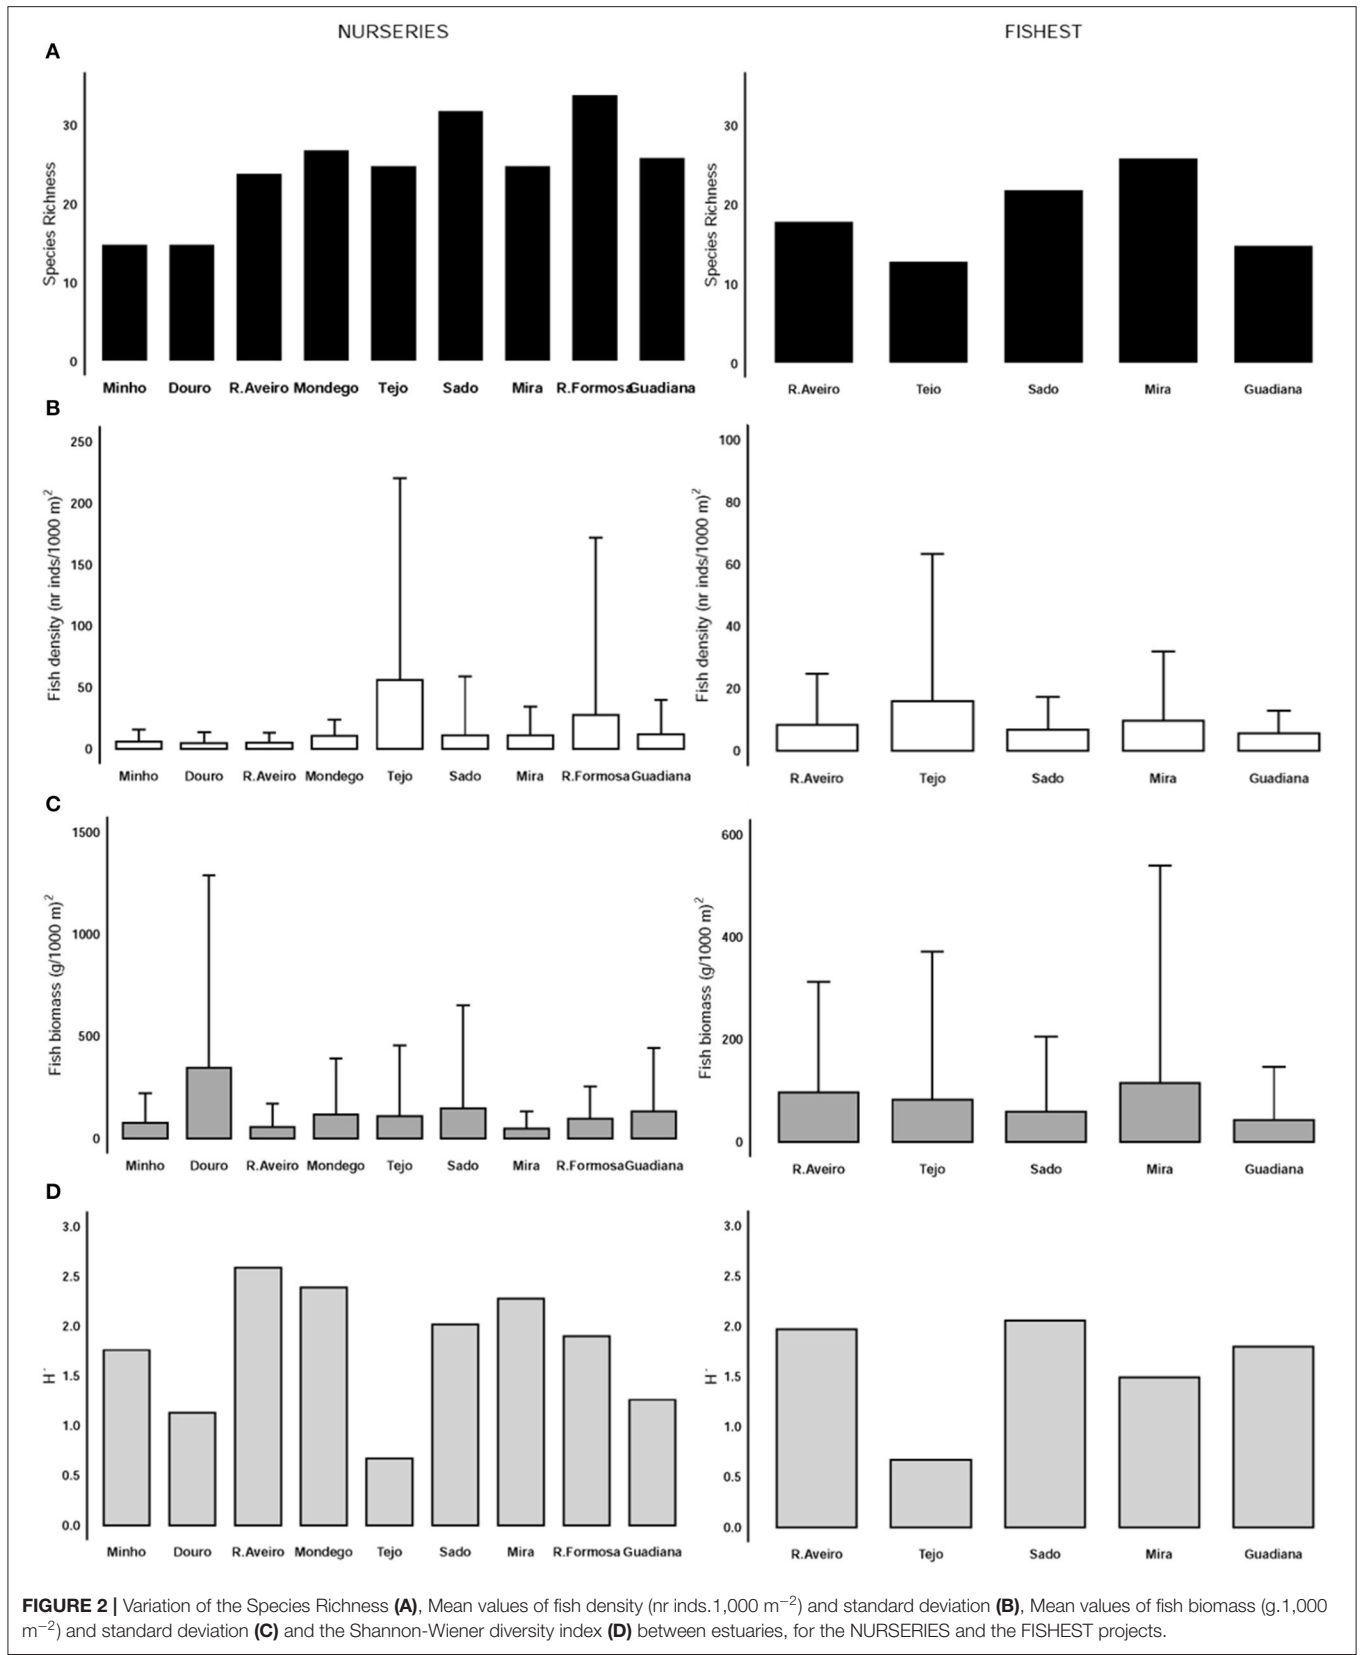 NURSERIES
FISHEST
A
Species Richness
30
20
10
0
Minho Douro R.Aveiro Mondego Tejo Sado Mira R.Formosa Guadiana
Species Richness
30
20
10
0
R.Aveiro Teio Sado Mira Guadiana
B
Fish density (nr inds/1000 m)²
250
200
150
100
50
0
Minho Douro R.Aveiro Mondego Tejo Sado Mira R.Formosa Guadiana
Fish density (nr inds/1000 m)²
100
80
60
40
20
0
R.Aveiro Tejo Sado Mira Guadiana
C
Fish biomass (g/1000 m)²
1500
1000
500
0
Minho Douro R.Aveiro Mondego Tejo Sado Mira R.Formosa Guadiana
Fish biomass (g/1000 m)²
600
400
200
0
R.Aveiro Tejo Sado Mira Guadiana
D
H´
3.0
2.5
2.0
1.5
1.0
0.5
0.0
Minho Douro R.Aveiro Mondego Tejo Sado Mira R.Formosa Guadiana
H´
3.0
2.5
2.0
1.5
1.0
0.5
0.0
R.Aveiro Tejo Sado Mira Guadiana
FIGURE 2 | Variation of the Species Richness (A), Mean values of fish density (nr inds.1,000 m⁻²) and standard deviation (B), Mean values of fish biomass (g.1,000
m⁻²) and standard deviation (C) and the Shannon-Wiener diversity index (D) between estuaries, for the NURSERIES and the FISHEST projects.